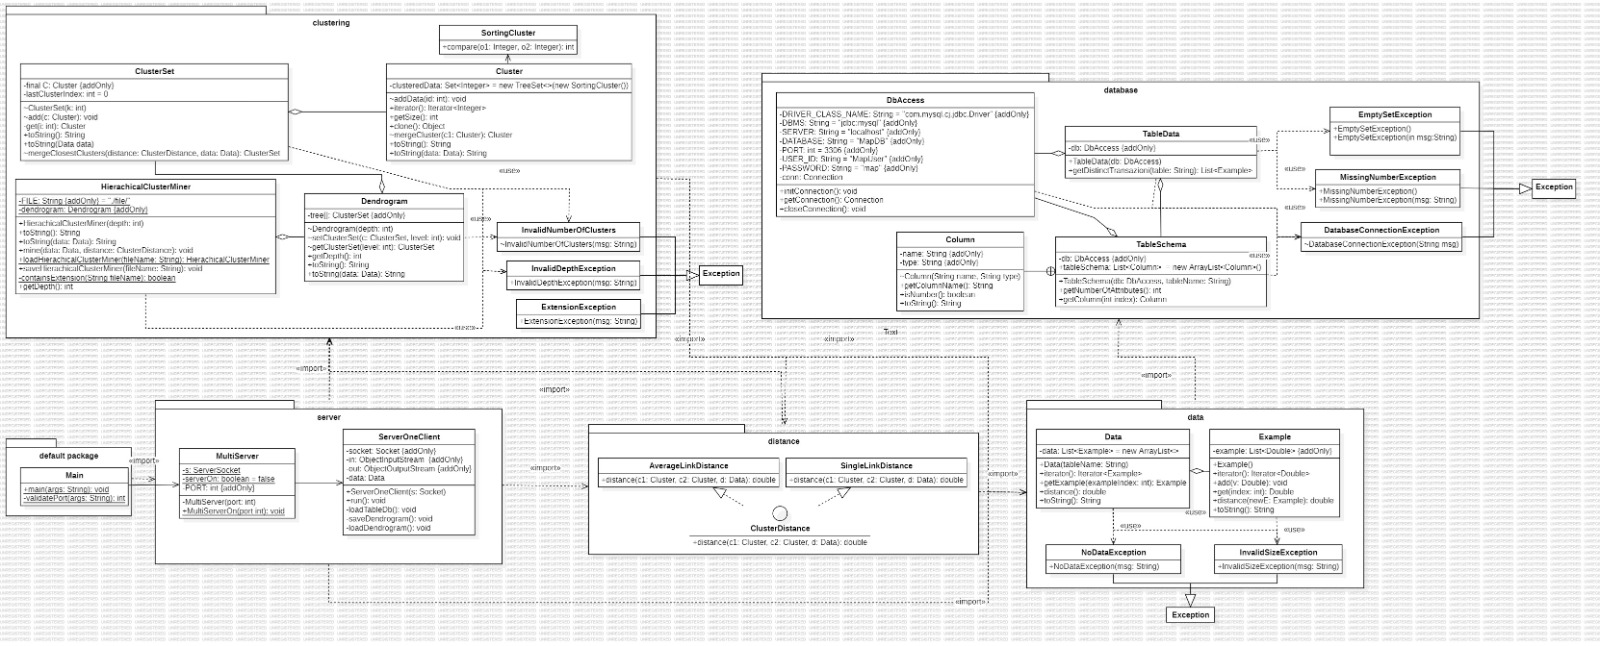 clustering
SortingCluster
+compare(o1: Integer, o2: Integer): int
ClusterSet
-final C: Cluster {addOnly}
-lastClusterIndex: int = 0
~ClusterSet(k: int)
~add(c: Cluster): void
-get(i: int): Cluster
+toString(): String
+toString(Data data)
~mergeClosestClusters(distance: ClusterDistance, data: Data): ClusterSet
Cluster
-clusteredData: Set<Integer> = new TreeSet<>(new SortingCluster())
~addData(id: int): void
+iterator(): Iterator<Integer>
+getSize(): int
+clone(): Object
~mergeCluster(c1: Cluster): Cluster
+toString(): String
+toString(data: Data): String
«use»
HierachicalClusterMiner
-FILE: String {addOnly} = "./file/"
-dendrogram: Dendrogram {addOnly}
+HierachicalClusterMiner(depth: int)
+toString(): String
+toString(data: Data): String
+mine(data: Data, distance: ClusterDistance): void
+loadHierachicalClusterMiner(fileName: String): HierachicalClusterMiner
HierachicalClusterMiner(fileName: String): void
-containsExtension(String fileName): boolean
+getDepth(): int
Dendrogram
-tree[]: ClusterSet {addOnly}
~Dendrogram(depth: int)
~setClusterSet(c: ClusterSet, level: int): void
~getClusterSet(level: int): ClusterSet
+getDepth(): int
+toString(): String
+toString(data: Data): String
«use»
InvalidNumberOfClusters
~InvalidNumberOfClusters(msg: String)
InvalidDepthException
+InvalidDepthException(msg: String)
ExtensionException
+ExtensionException(msg: String)
«use»
Exception
database
DbAccess
-DRIVER_CLASS_NAME: String = "com.mysql.cj.jdbc.Driver" {addOnly}
-DBMS: String = "jdbc:mysql" {addOnly}
-SERVER: String = "localhost" {addOnly}
-DATABASE: String = "MapDB" {addOnly}
-PORT: int = 3306 {addOnly}
-USER_ID: String = "MapUser" {addOnly}
-PASSWORD: String = "map" {addOnly}
-conn: Connection
+initConnection(): void
+getConnection(): Connection
+closeConnection(): void
TableData
-db: DbAccess {addOnly}
+TableData(db: DbAccess)
+getDistinctTransazioni(table: String): List<Example>
«use»
EmptySetException
+EmptySetException()
+EmptySetException(in msg:String)
«use»
MissingNumberException
+MissingNumberException()
+MissingNumberException(msg: String)
Exception
«use»
DatabaseConnectionException
~DatabaseConnectionException(String msg)
Column
-name: String {addOnly}
-type: String {addOnly}
~Column(String name, String type)
+getColumnName(): String
+isNumber(): boolean
+toString(): String
TableSchema
-db: DbAccess {addOnly}
+tableSchema: List<Column> = new ArrayList<Column>()
+TableSchema(db: DbAccess, tableName: String)
+getNumberOfAttributes(): int
+getColumn(int index): Column
Text
«import»
«import»
«import»
«import»
«import»
server
MultiServer
-s: ServerSocket
-serverOn: boolean = false
-PORT: int {addOnly}
-MultiServer(port: int)
+MultiServerOn(port int): void
ServerOneClient
-socket: Socket {addOnly}
-in: ObjectInputStream {addOnly}
-out: ObjectOutputStream {addOnly}
-data: Data
+ServerOneClient(s: Socket)
+run(): void
-loadTableDb(): void
-saveDendrogram(): void
-loadDendrogram(): void
default package
Main
+main(args: String): void
-validatePort(args: String): int
«import»
«import»
distance
AverageLinkDistance
+distance(c1: Cluster, c2: Cluster, d: Data): double
SingleLinkDistance
+distance(c1: Cluster, c2: Cluster, d: Data): double
ClusterDistance
+distance(c1: Cluster, c2: Cluster, d: Data): double
«import»
«import»
data
Data
-data: List<Example> = new ArrayList<>
+Data(tableName: String)
+iterator(): Iterator<Example>
+getExample(exampleIndex: int): Example
+distance(): double
+toString(): String
Example
-example: List<Double> {addOnly}
+Example()
+iterator(): Iterator<Double>
+add(v: Double): void
+get(index: int): Double
+distance(newE: Example): double
+toString(): String
«use»
«use»
«use»
NoDataException
+NoDataException(msg: String)
InvalidSizeException
+InvalidSizeException(msg: String)
Exception